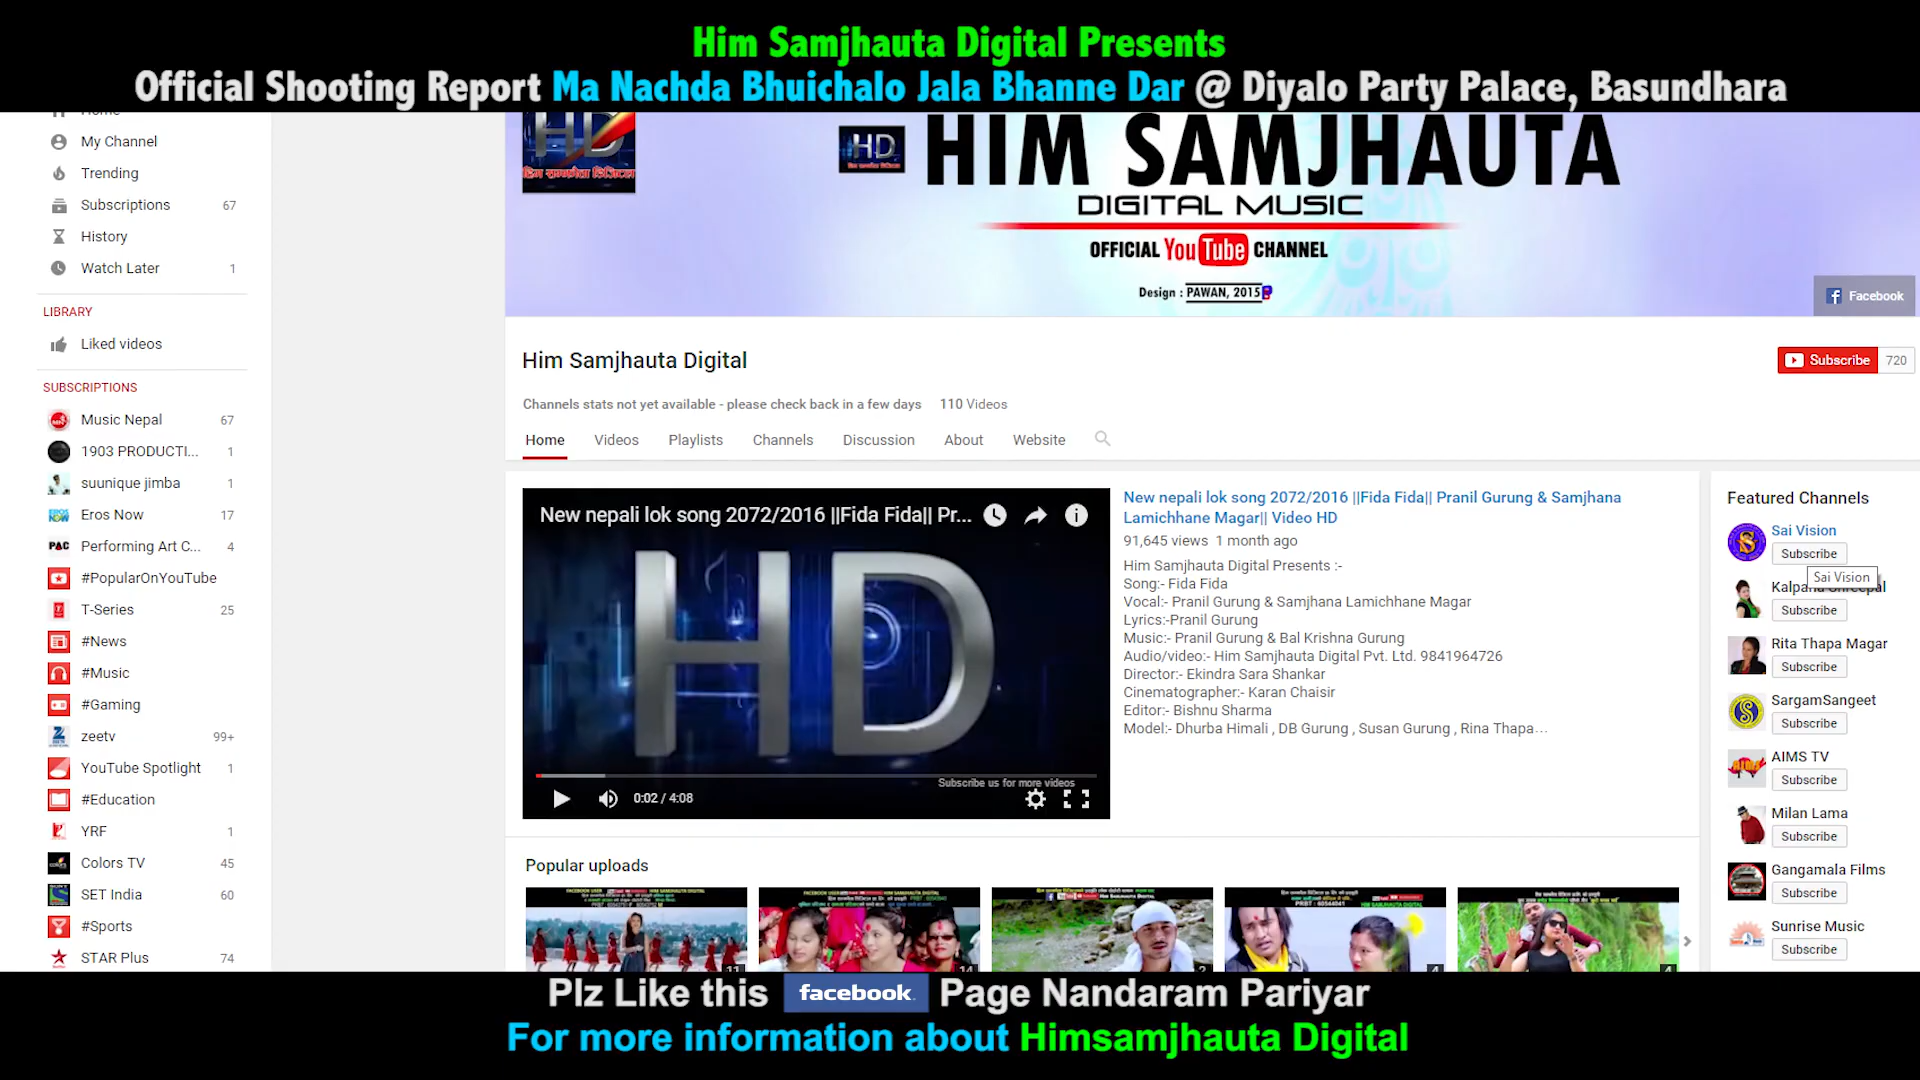 Him Samjhauta Digital Presents
Official Shooting Report Ma Nachda Bhuichalo Jala Bhanne Dar @ Diyalo Party Palace, Basundhara
Home
My Channel
Trending
Subscriptions 67
History
Watch Later 1
LIBRARY
Liked videos
SUBSCRIPTIONS
Music Nepal 67
1903 PRODUCTI... 1
suunique jimba 1
Eros Now 17
Performing Art C... 4
#PopularOnYouTube
T-Series 25
#News
#Music
#Gaming
zeetv 99+
YouTube Spotlight 1
#Education
YRF 1
Colors TV 45
SET India 60
#Sports
STAR Plus 74
HD
हिम सम्झौता डिजिटल
HD
HIM SAMJHAUTA
DIGITAL MUSIC
OFFICIAL YouTube CHANNEL
Design : PAWAN, 2015
Facebook
Him Samjhauta Digital
Subscribe 720
Channels stats not yet available - please check back in a few days 110 Videos
Home Videos Playlists Channels Discussion About Website
New nepali lok song 2072/2016 ||Fida Fida|| Pr...
HD
Subscribe us for more videos
0:02 / 4:08
New nepali lok song 2072/2016 ||Fida Fida|| Pranil Gurung & Samjhana
Lamichhane Magar|| Video HD
91,645 views 1 month ago
Him Samjhauta Digital Presents :-
Song:- Fida Fida
Vocal:- Pranil Gurung & Samjhana Lamichhane Magar
Lyrics:-Pranil Gurung
Music:- Pranil Gurung & Bal Krishna Gurung
Audio/video:- Him Samjhauta Digital Pvt. Ltd. 9841964726
Director:- Ekindra Sara Shankar
Cinematographer:- Karan Chaisir
Editor:- Bishnu Sharma
Model:- Dhurba Himali , DB Gurung , Susan Gurung , Rina Thapa...
Featured Channels
Sai Vision
Subscribe
Sai Vision
Subscribe
Rita Thapa Magar
Subscribe
SargamSangeet
Subscribe
AIMS TV
Subscribe
Milan Lama
Subscribe
Gangamala Films
Subscribe
Sunrise Music
Subscribe
Popular uploads
Plz Like this facebook Page Nandaram Pariyar
For more information about Himsamjhauta Digital